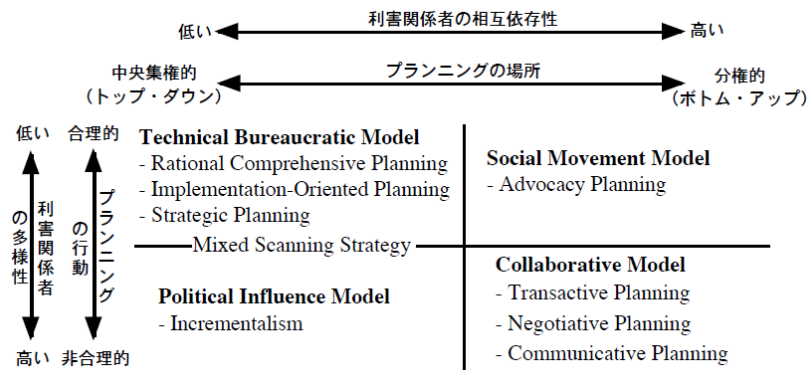 利害関係者の相互依存性
低い
高い
中央集権的
(トップ・ダウン)
プランニングの場所
分権的
(ボトム・アップ)
低い
合理的
利害関係者
の多様性
プランニング
の行動
高い
非合理的
Technical Bureaucratic Model
- Rational Comprehensive Planning
- Implementation-Oriented Planning
- Strategic Planning
Mixed Scanning Strategy
Social Movement Model
- Advocacy Planning
Political Influence Model
- Incrementalism
Collaborative Model
- Transactive Planning
- Negotiative Planning
- Communicative Planning